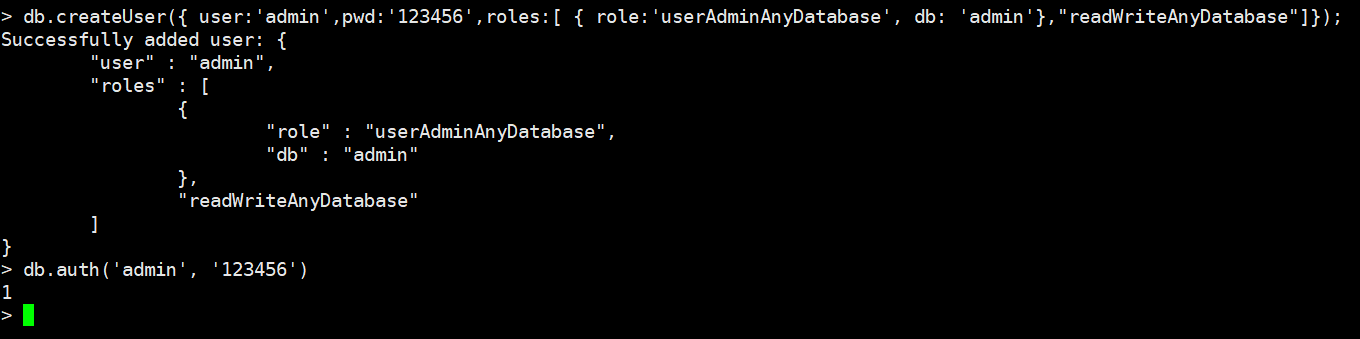 > db.createUser({ user:'admin',pwd:'123456',roles:[ { role:'userAdminAnyDatabase', db: 'admin'},"readWriteAnyDatabase"]});
Successfully added user: {
        "user" : "admin",
        "roles" : [
                {
                        "role" : "userAdminAnyDatabase",
                        "db" : "admin"
                },
                "readWriteAnyDatabase"
        ]
}
> db.auth('admin', '123456')
1
>